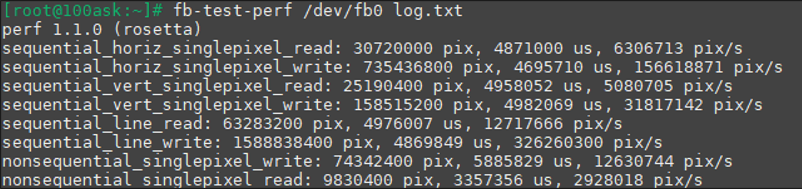 [root@100ask:~]# fb-test-perf /dev/fb0 log.txt
perf 1.1.0 (rosetta)
sequential_horiz_singlepixel_read: 30720000 pix, 4871000 us, 6306713 pix/s
sequential_horiz_singlepixel_write: 735436800 pix, 4695710 us, 156618871 pix/s
sequential_vert_singlepixel_read: 25190400 pix, 4958052 us, 5080705 pix/s
sequential_vert_singlepixel_write: 158515200 pix, 4982069 us, 31817142 pix/s
sequential_line_read: 63283200 pix, 4976007 us, 12717666 pix/s
sequential_line_write: 1588838400 pix, 4869849 us, 326260300 pix/s
nonsequential_singlepixel_write: 74342400 pix, 5885829 us, 12630744 pix/s
nonsequential_singlepixel_read: 9830400 pix, 3357356 us, 2928018 pix/s